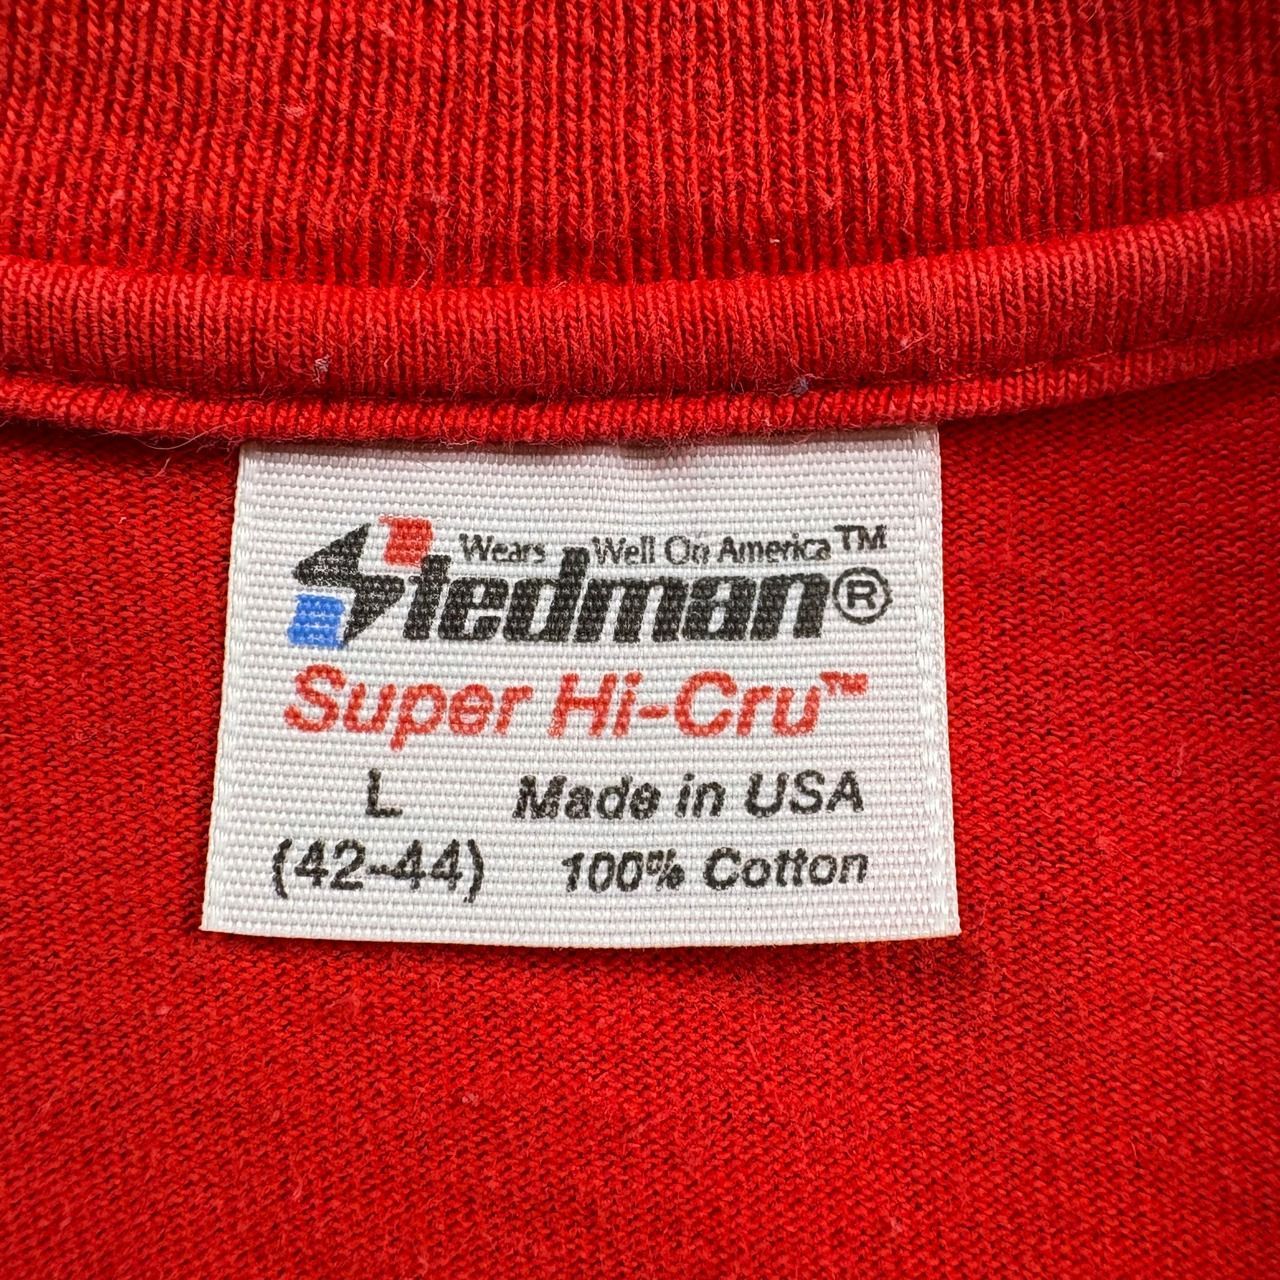 Wears Well On America™
Stedman®
Super Hi-Cru™
L Made in USA
(42-44) 100% Cotton